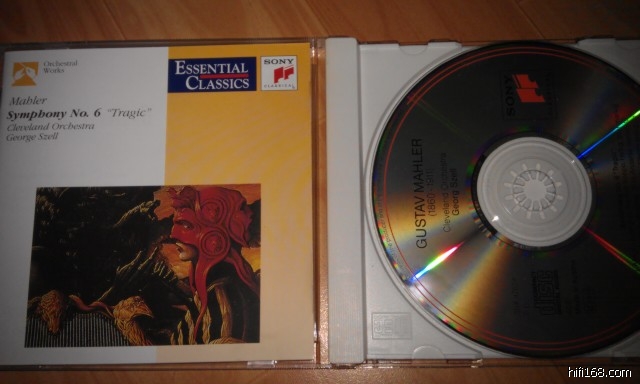 Orchestral
Works
Mahler
Symphony No. 6 "Tragic"
Cleveland Orchestra
George Szell
ESSENTIAL
CLASSICS
SONY
CLASSICAL
SONY
GUSTAV MAHLER
Cleveland Orchestra
Georg Szell
hifi168.com